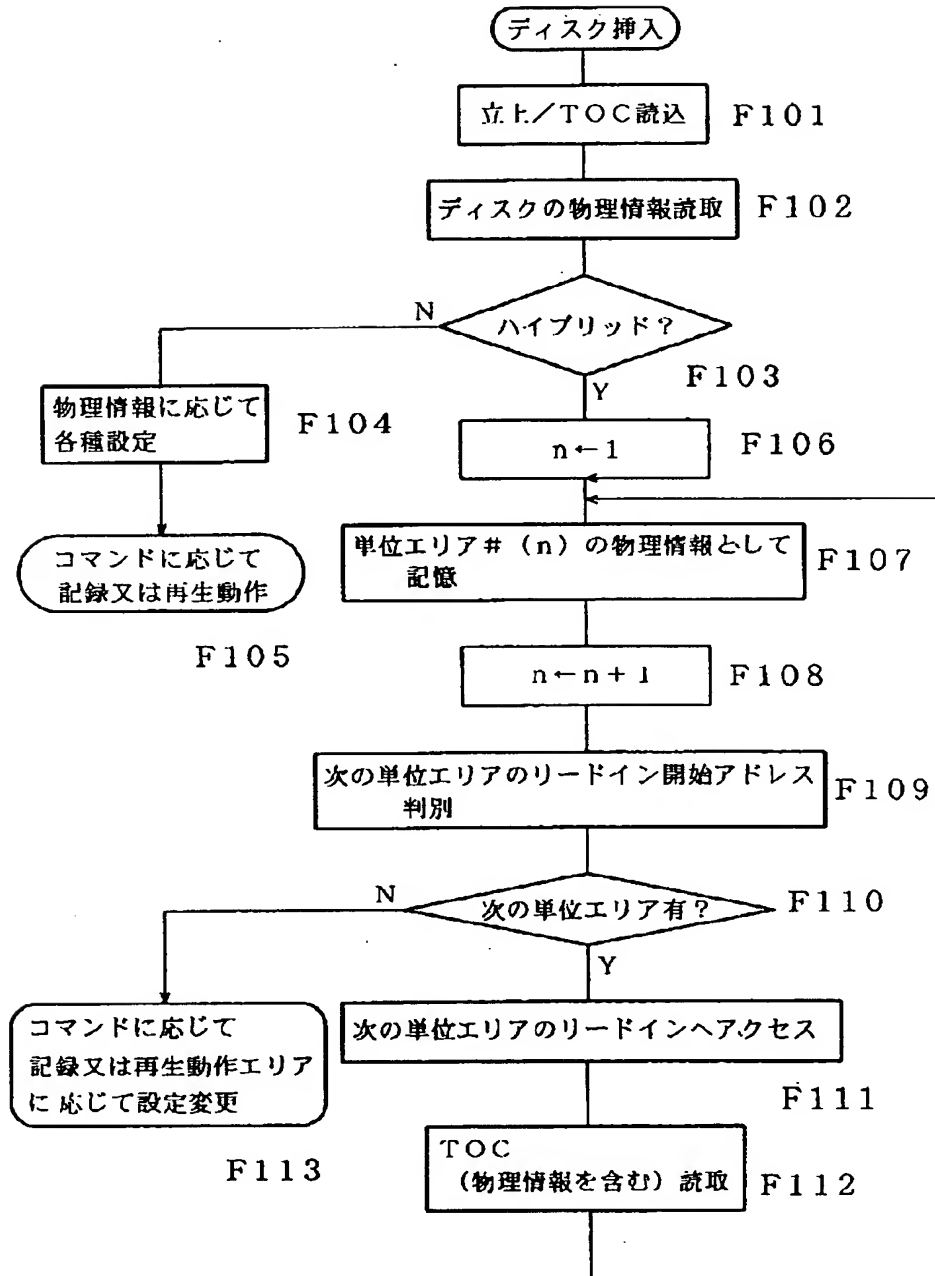 ディスク挿入
立上/TOC読込 F101
ディスクの物理情報読取 F102
ハイブリッド?
N
F103
Y
物理情報に応じて
各種設定
F104
n←1
F106
コマンドに応じて
記録又は再生動作
F105
単位エリア#(n)の物理情報として
記憶
F107
n←n+1 F108
次の単位エリアのリードイン開始アドレス
判別
F109
次の単位エリア有?
N
F110
Y
コマンドに応じて
記録又は再生動作エリア
に応じて設定変更
F113
次の単位エリアのリードインへアクセス
F111
TOC
(物理情報を含む)読取
F112